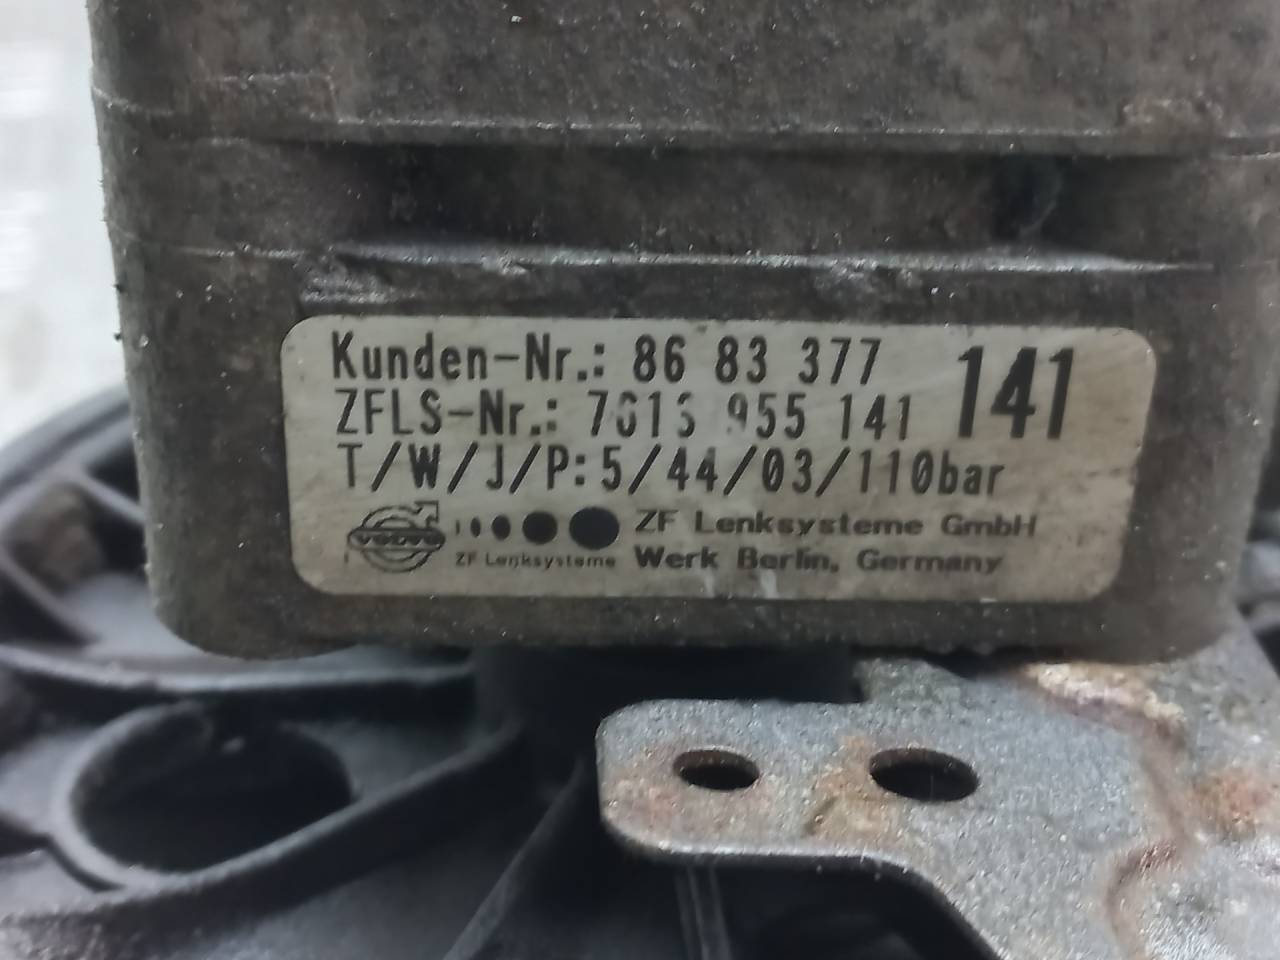 Kunden-Nr.: 86 83 377 141
ZFLS-Nr.: 955 141
T/W/J/P: 5/44/03/110bar
VOLVO ZF Lenksysteme GmbH
ZF Lenksysteme Werk Berlin, Germany